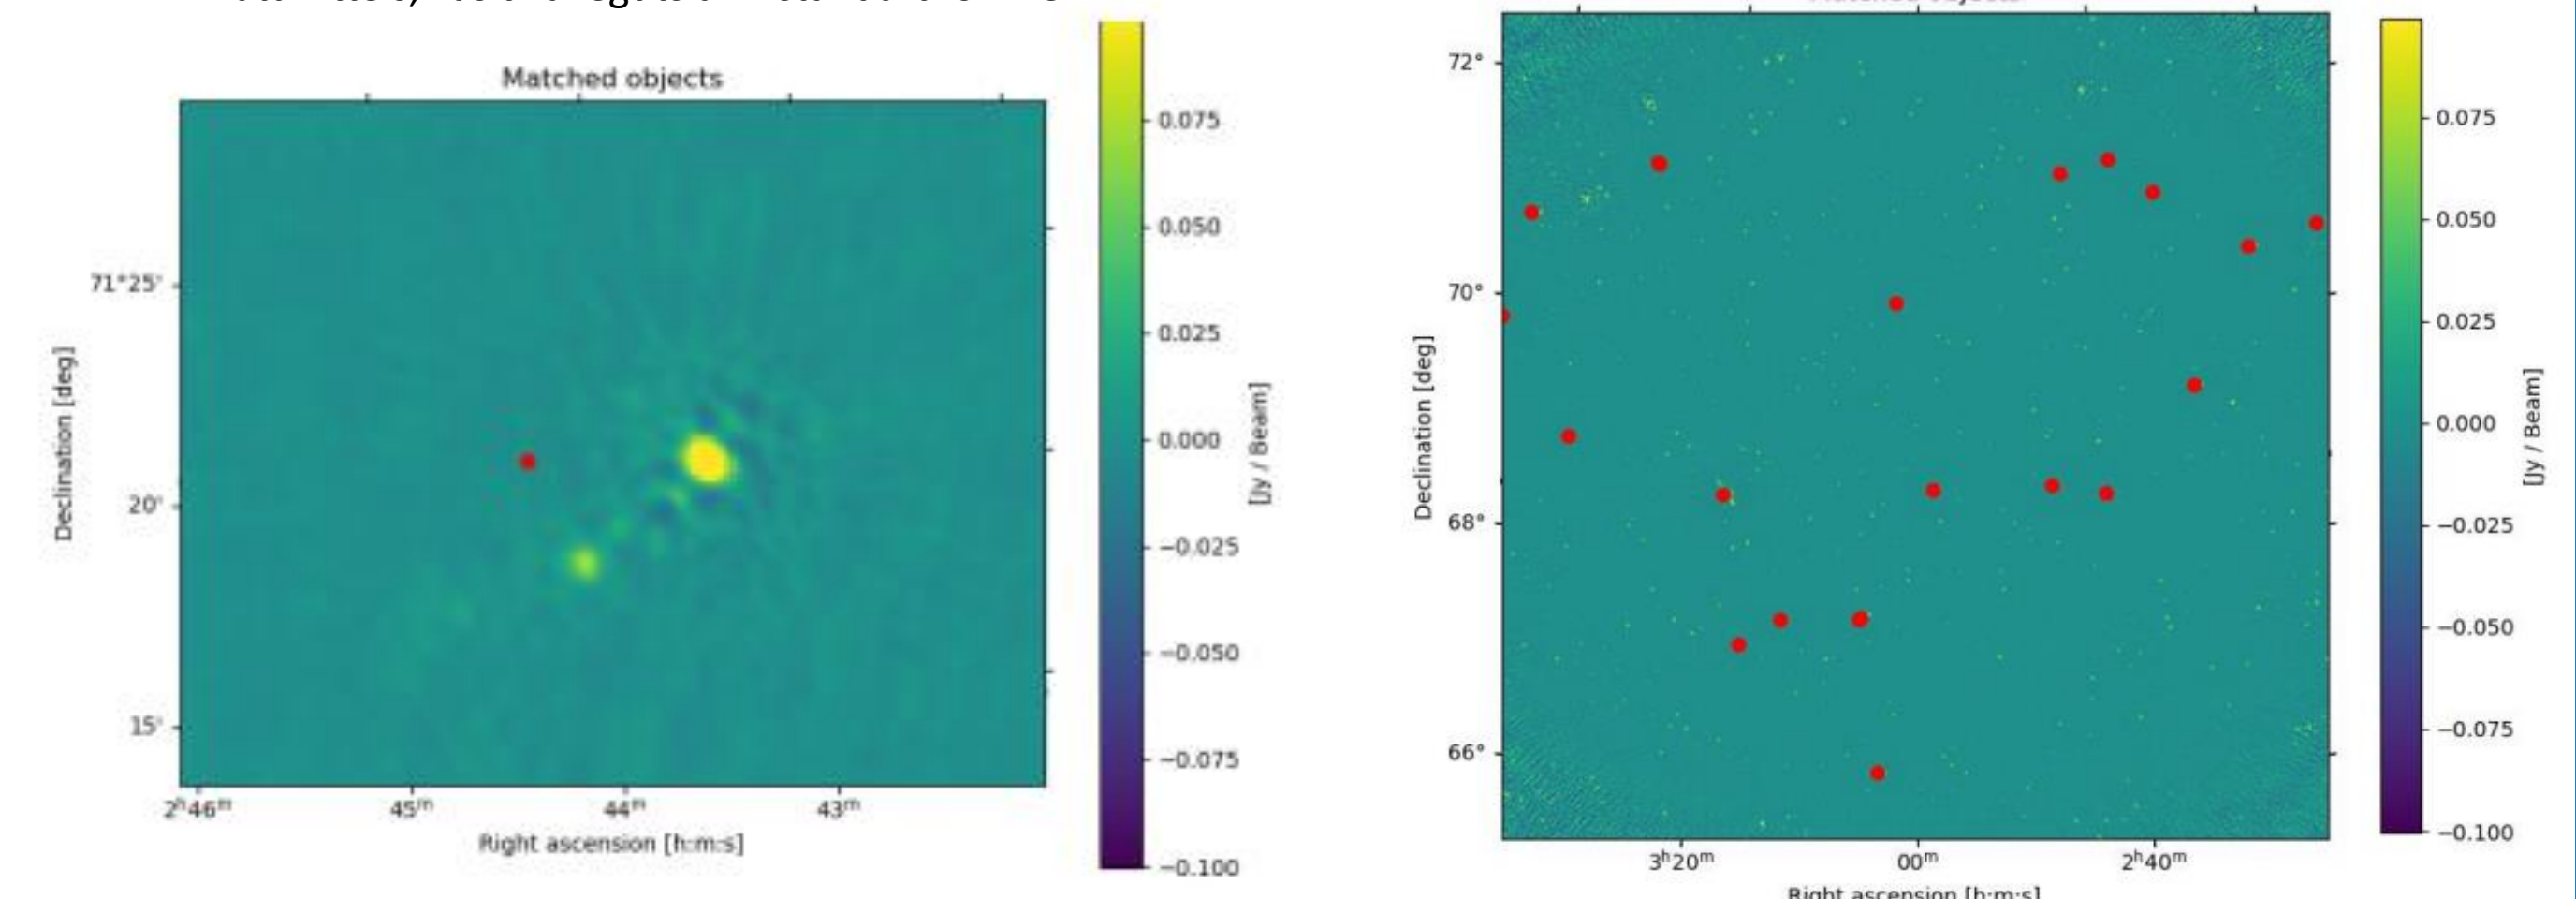 Matched objects
0.075
0.050
0.025
0.000
−0.025
−0.050
−0.075
−0.100
[Jy / Beam]
71°25'
20'
15'
Declination [deg]
2ʰ46ᵐ 45ᵐ 44ᵐ 43ᵐ
Right ascension [h:m:s]
72°
70°
68°
66°
Declination [deg]
3ʰ20ᵐ 00ᵐ 2ʰ40ᵐ
Right ascension [h:m:s]
0.075
0.050
0.025
0.000
−0.025
−0.050
−0.075
−0.100
[Jy / Beam]